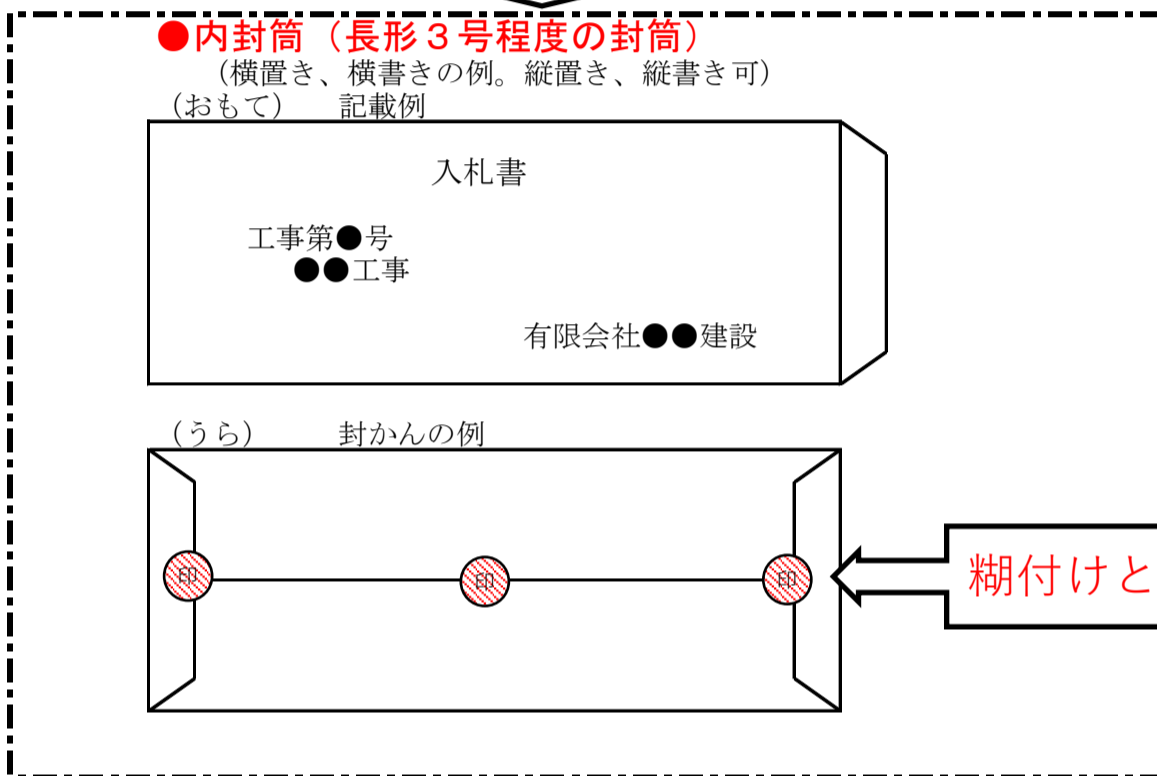 ●内封筒（長形３号程度の封筒）
（横置き、横書きの例。縦置き、縦書き可）
（おもて）　　記載例
入札書
工事第●号
●●工事
有限会社●●建設
（うら）　　　封かんの例
印　印　印
糊付けと